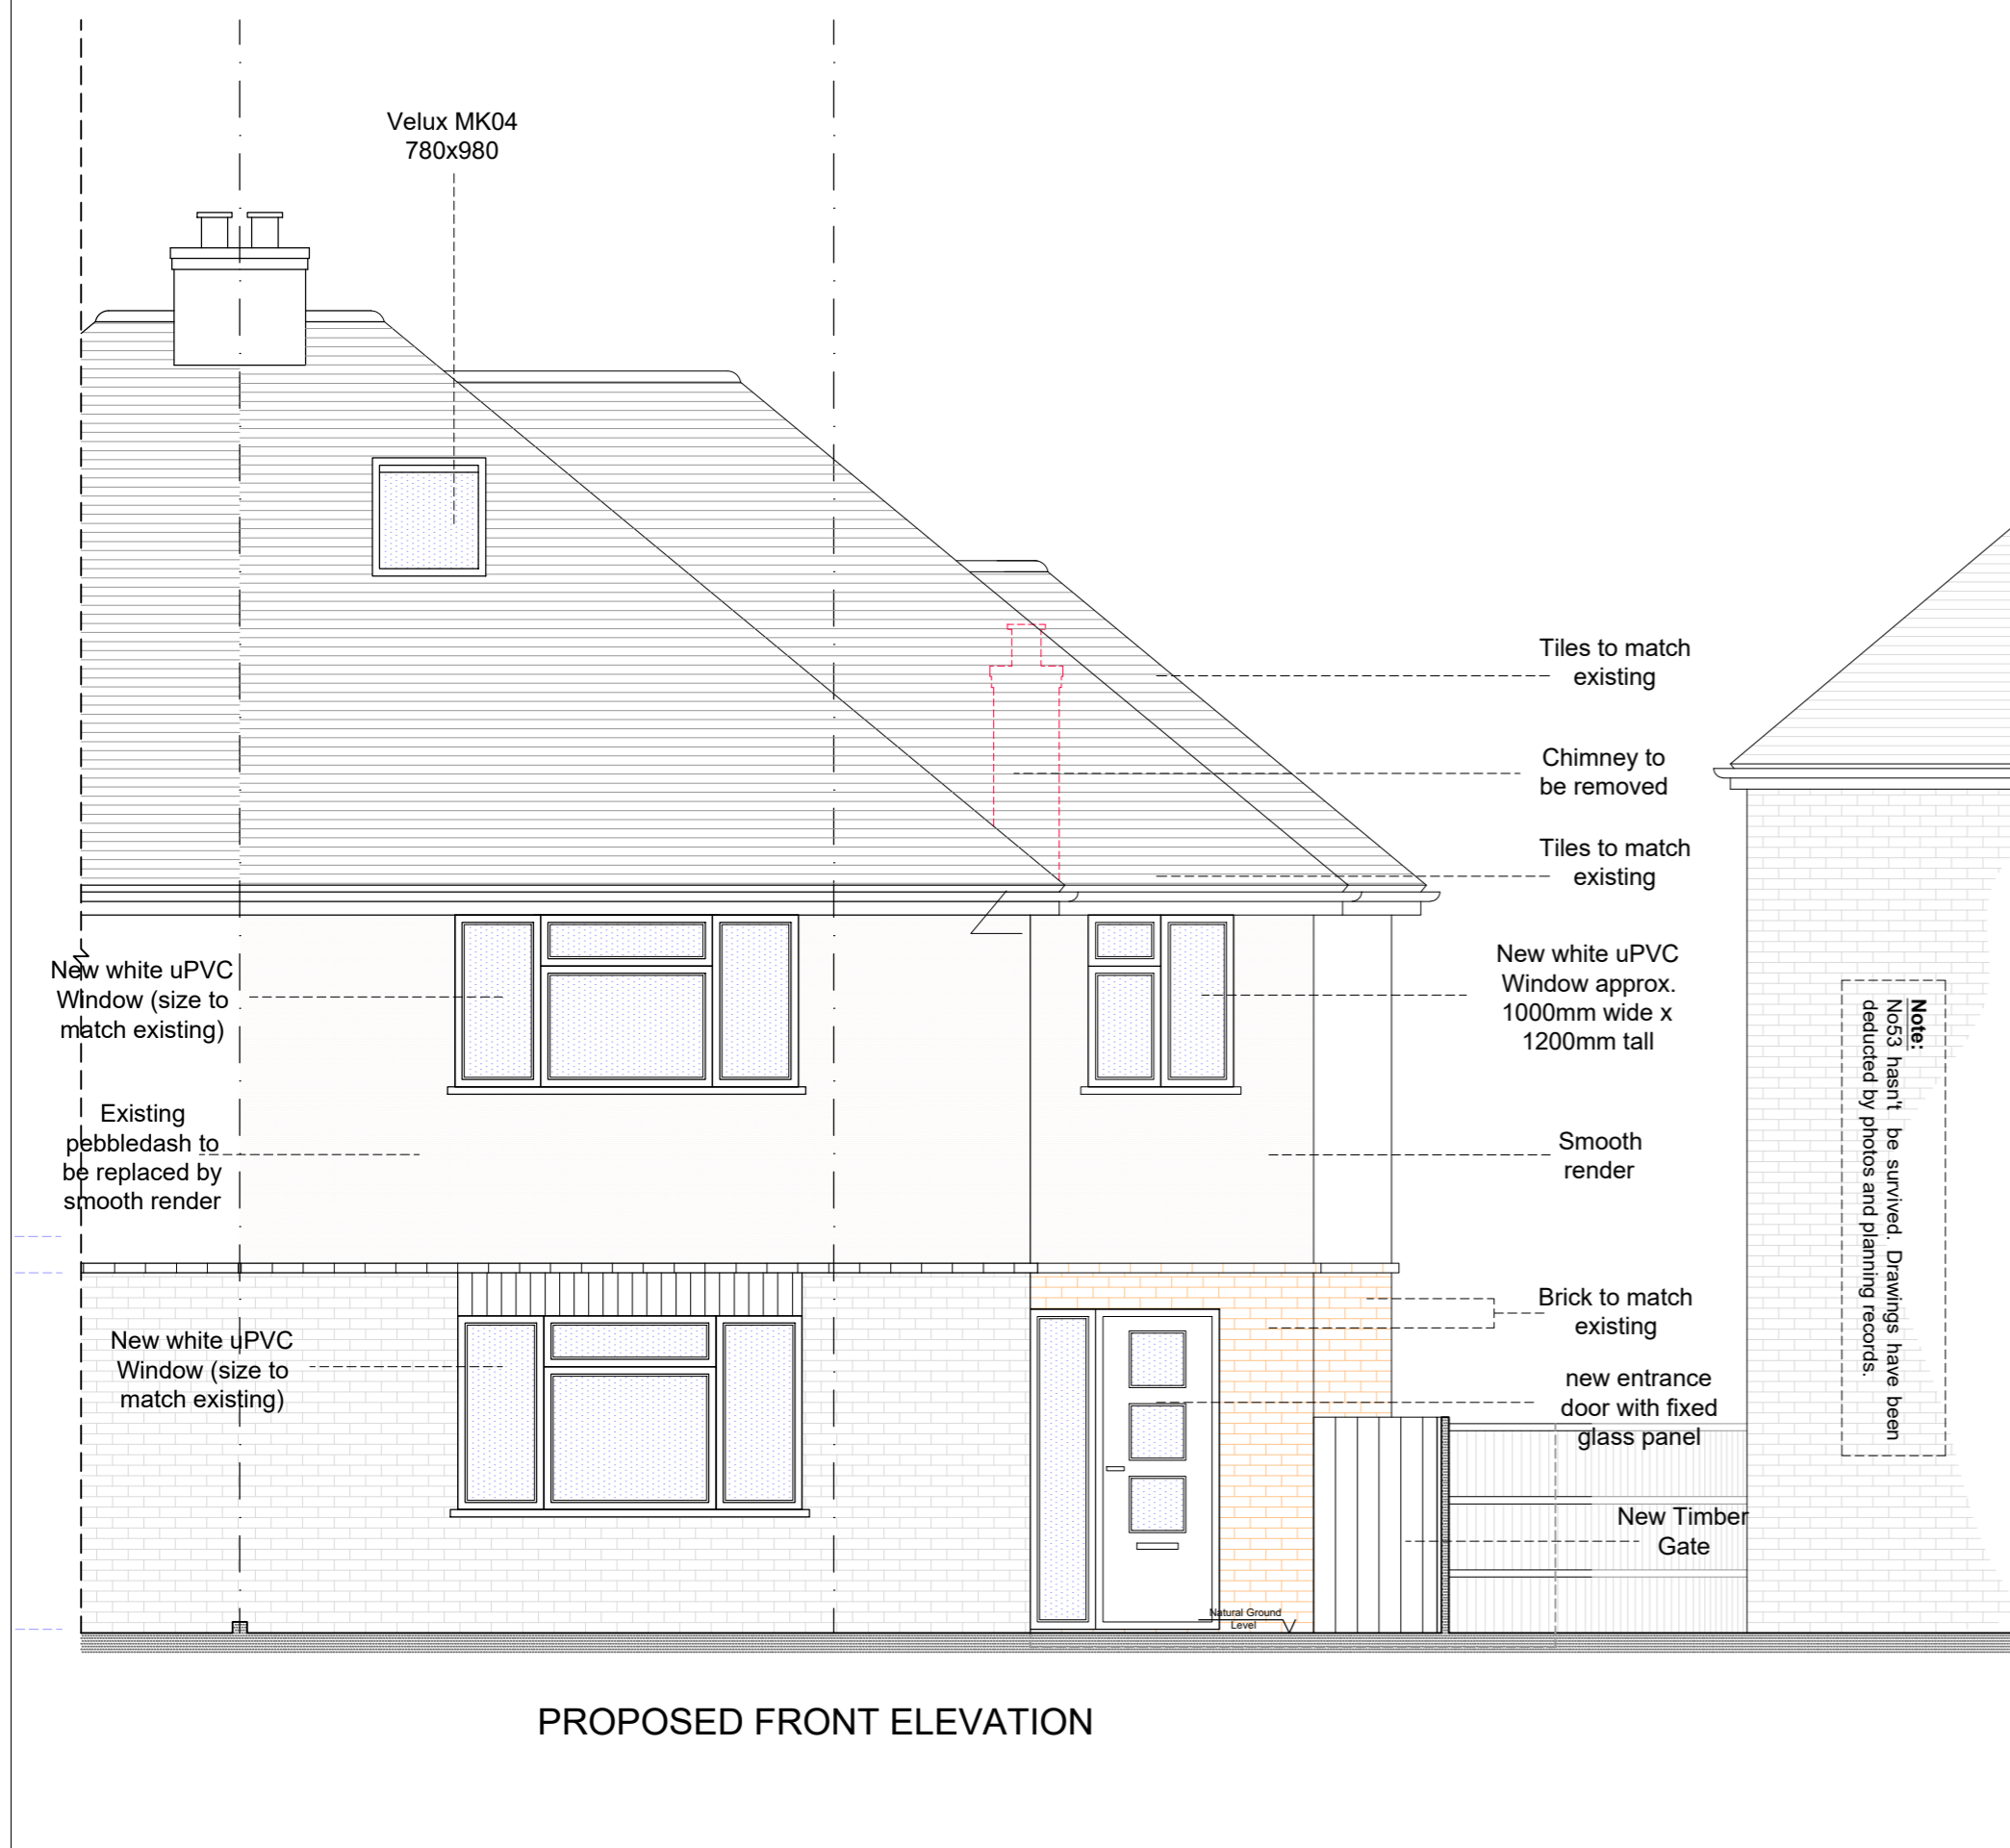 Velux MK04
780x980
Tiles to match
existing
Chimney to
be removed
Tiles to match
existing
New white uPVC
Window (size to
match existing)
New white uPVC
Window approx.
1000mm wide x
1200mm tall
Existing
pebbledash to
be replaced by
smooth render
Smooth
render
Note:
No53 hasn't be survived. Drawings have been
deducted by photos and planning records.
New white uPVC
Window (size to
match existing)
Brick to match
existing
new entrance
door with fixed
glass panel
New Timber
Gate
Natural Ground
Level
PROPOSED FRONT ELEVATION